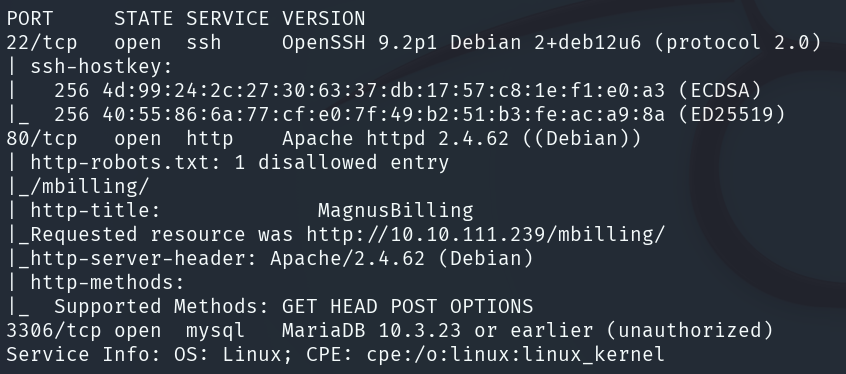 PORT     STATE SERVICE VERSION
22/tcp   open  ssh     OpenSSH 9.2p1 Debian 2+deb12u6 (protocol 2.0)
| ssh-hostkey:
|   256 4d:99:24:2c:27:30:63:37:db:17:57:c8:1e:f1:e0:a3 (ECDSA)
|_  256 40:55:86:6a:77:cf:e0:7f:49:b2:51:b3:fe:ac:a9:8a (ED25519)
80/tcp   open  http    Apache httpd 2.4.62 ((Debian))
| http-robots.txt: 1 disallowed entry
|_/mbilling/
| http-title:             MagnusBilling
|_Requested resource was http://10.10.111.239/mbilling/
|_http-server-header: Apache/2.4.62 (Debian)
| http-methods:
|_  Supported Methods: GET HEAD POST OPTIONS
3306/tcp open  mysql   MariaDB 10.3.23 or earlier (unauthorized)
Service Info: OS: Linux; CPE: cpe:/o:linux:linux_kernel